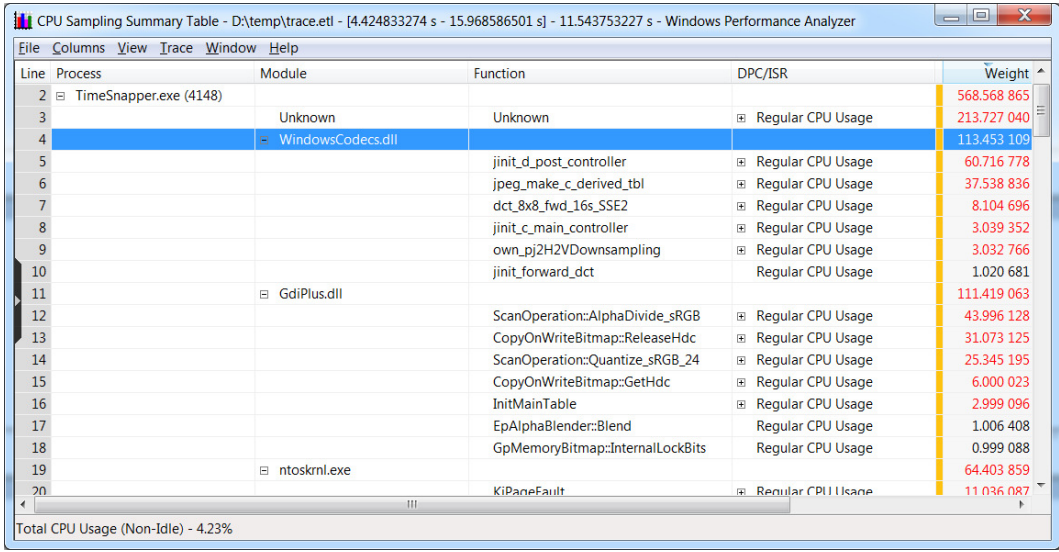 CPU Sampling Summary Table - D:\temp\trace.etl - [4.424833274 s - 15.968586501 s] - 11.543753227 s - Windows Performance Analyzer
File Columns View Trace Window Help
Line Process Module Function DPC/ISR Weight
2 TimeSnapper.exe (4148) 568.568 865
3 Unknown Unknown Regular CPU Usage 213.727 040
4 WindowsCodecs.dll 113.453 109
5 jinit_d_post_controller Regular CPU Usage 60.716 778
6 jpeg_make_c_derived_tbl Regular CPU Usage 37.538 836
7 dct_8x8_fwd_16s_SSE2 Regular CPU Usage 8.104 696
8 jinit_c_main_controller Regular CPU Usage 3.039 352
9 own_pj2H2VDownsampling Regular CPU Usage 3.032 766
10 jinit_forward_dct Regular CPU Usage 1.020 681
11 GdiPlus.dll 111.419 063
12 ScanOperation::AlphaDivide_sRGB Regular CPU Usage 43.996 128
13 CopyOnWriteBitmap::ReleaseHdc Regular CPU Usage 31.073 125
14 ScanOperation::Quantize_sRGB_24 Regular CPU Usage 25.345 195
15 CopyOnWriteBitmap::GetHdc Regular CPU Usage 6.000 023
16 InitMainTable Regular CPU Usage 2.999 096
17 EpAlphaBlender::Blend Regular CPU Usage 1.006 408
18 GpMemoryBitmap::InternalLockBits Regular CPU Usage 0.999 088
19 ntoskrnl.exe 64.403 859
20 KiPageFault Regular CPU Usage 11.036 087
Total CPU Usage (Non-Idle) - 4.23%